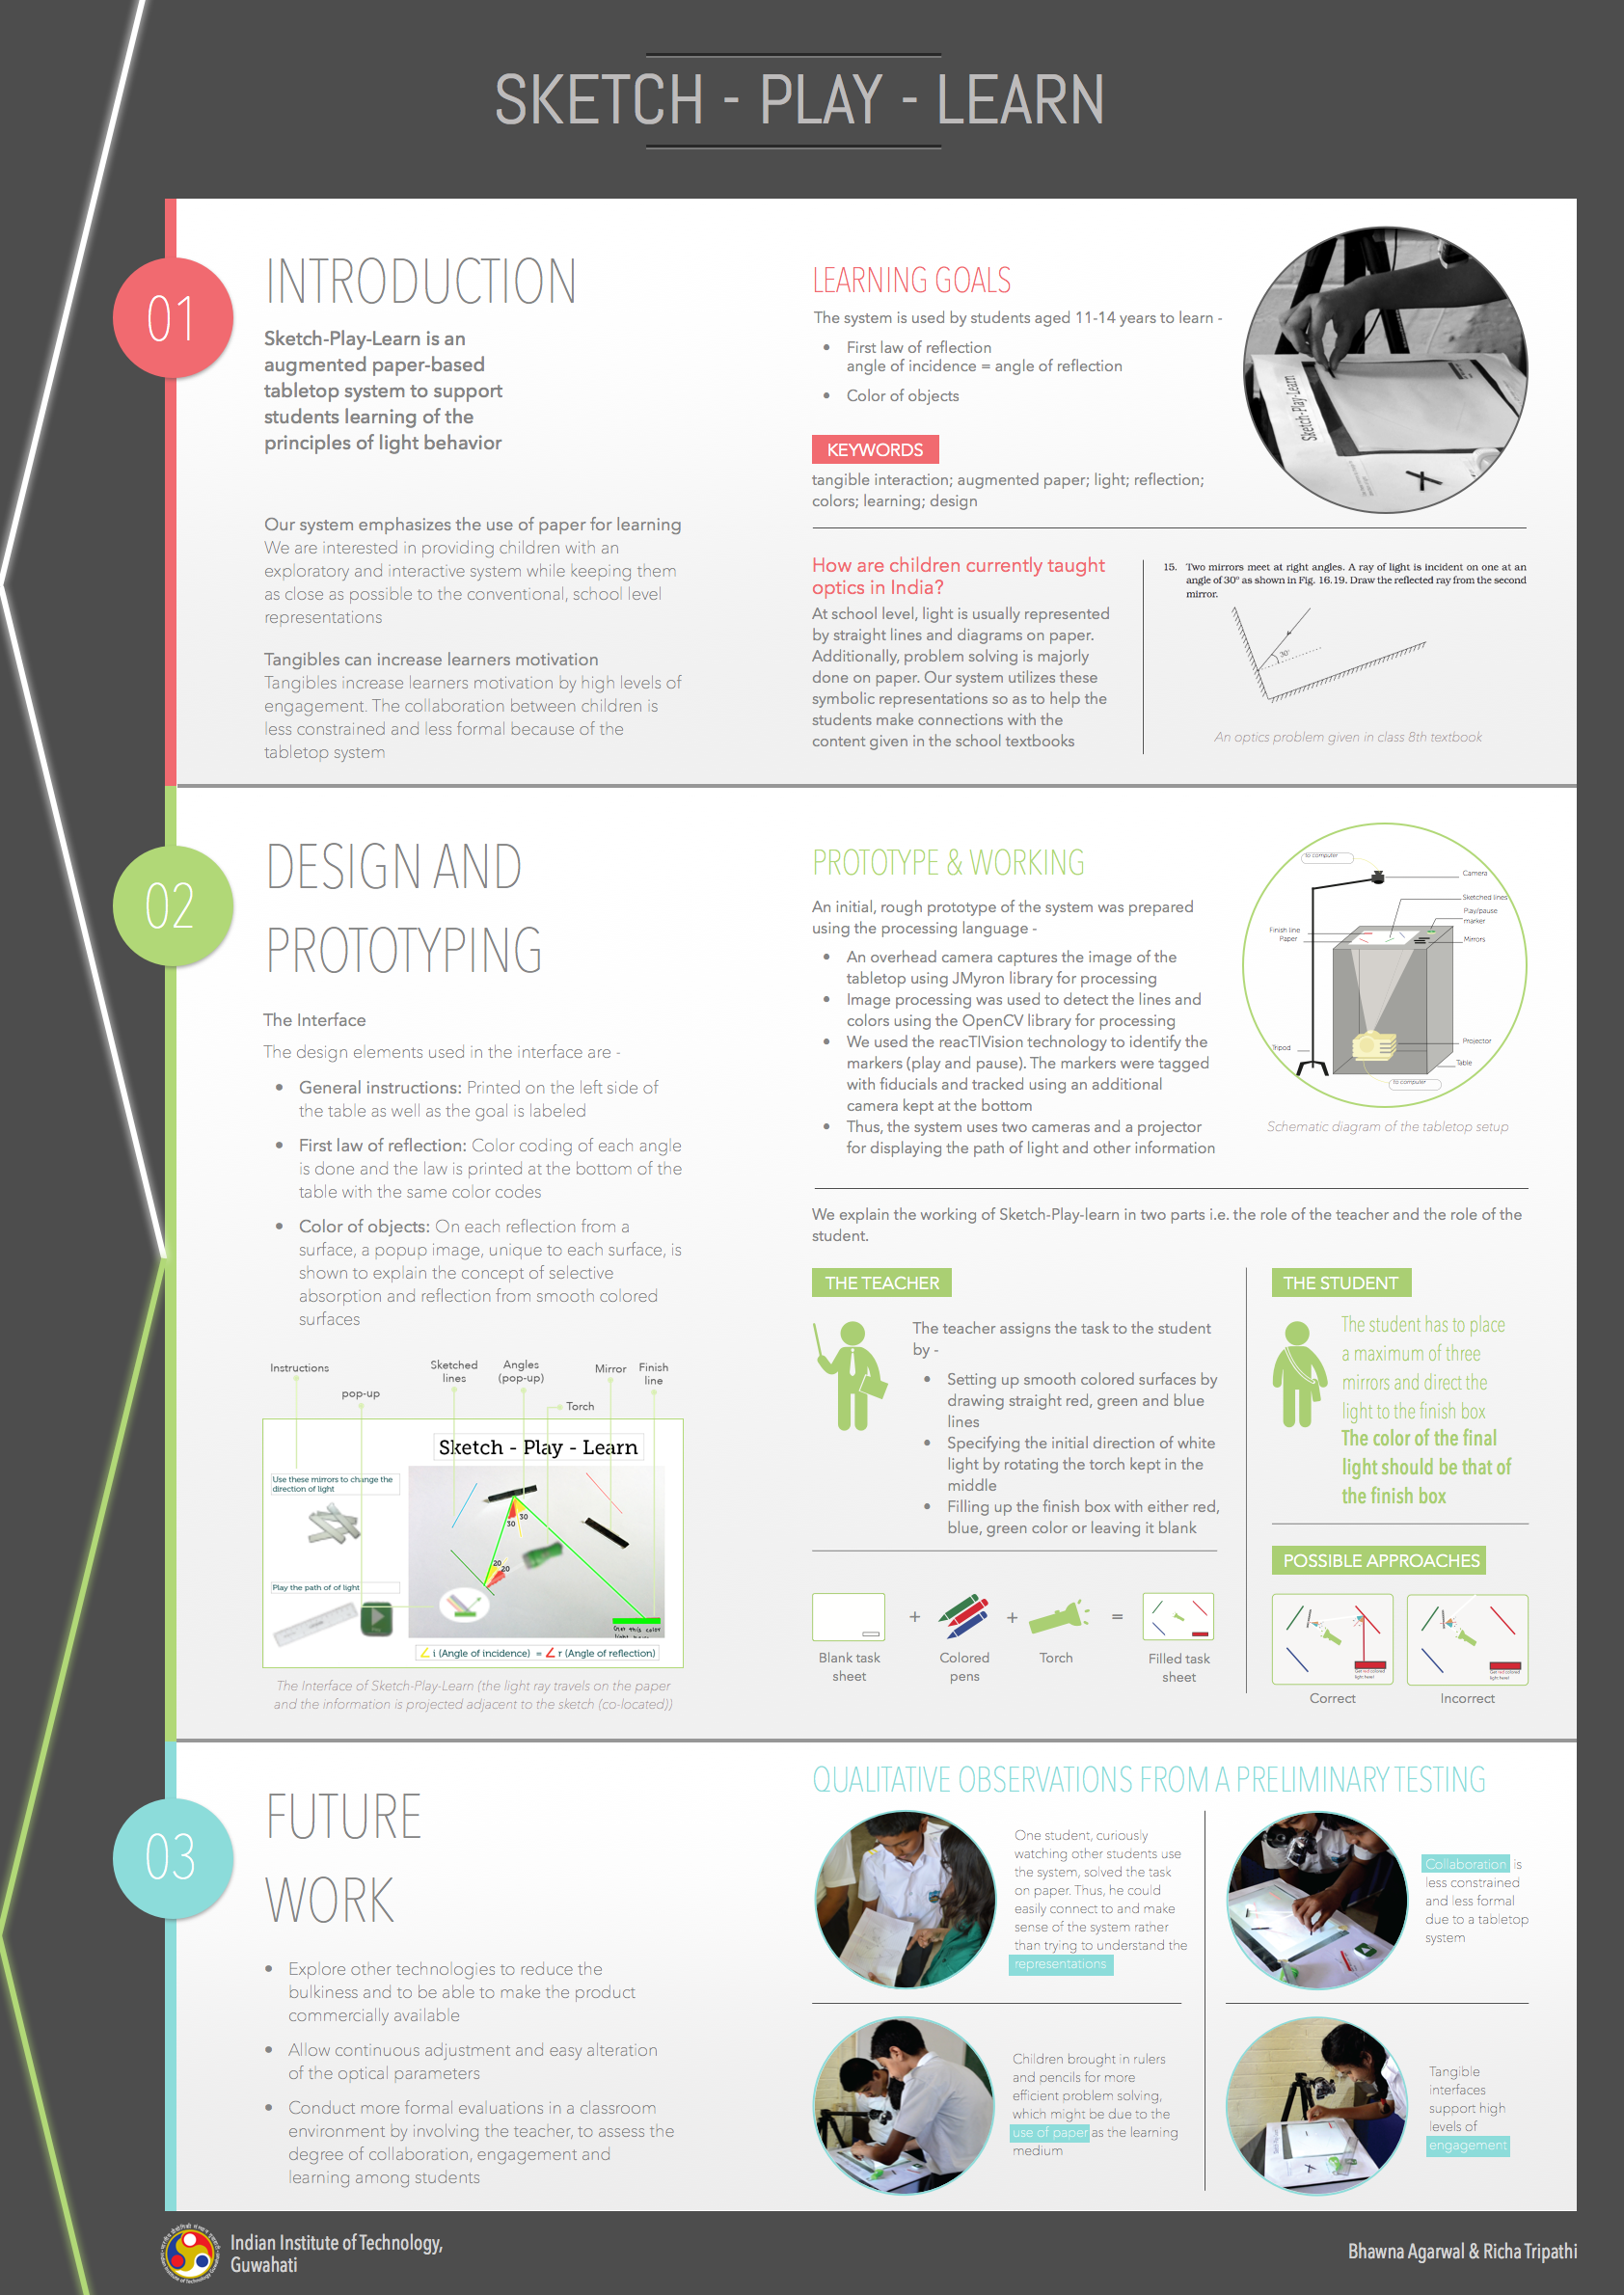 SKETCH - PLAY - LEARN
01
INTRODUCTION
Sketch-Play-Learn is an
augmented paper-based
tabletop system to support
students learning of the
principles of light behavior
Our system emphasizes the use of paper for learning
We are interested in providing children with an
exploratory and interactive system while keeping them
as close as possible to the conventional, school level
representations
Tangibles can increase learners motivation
Tangibles increase learners motivation by high levels of
engagement. The collaboration between children is
less constrained and less formal because of the
tabletop system
LEARNING GOALS
The system is used by students aged 11-14 years to learn -
• First law of reflection
angle of incidence = angle of reflection
• Color of objects
KEYWORDS
tangible interaction; augmented paper; light; reflection;
colors; learning; design
Sketch-Play-Learn
How are children currently taught
optics in India?
At school level, light is usually represented
by straight lines and diagrams on paper.
Additionally, problem solving is majorly
done on paper. Our system utilizes these
symbolic representations so as to help the
students make connections with the
content given in the school textbooks
15. Two mirrors meet at right angles. A ray of light is incident on one at an
angle of 30° as shown in Fig. 16.19. Draw the reflected ray from the second
mirror.
30°
An optics problem given in class 8th textbook
02
DESIGN AND
PROTOTYPING
The Interface
The design elements used in the interface are -
• General instructions: Printed on the left side of
the table as well as the goal is labeled
• First law of reflection: Color coding of each angle
is done and the law is printed at the bottom of the
table with the same color codes
• Color of objects: On each reflection from a
surface, a popup image, unique to each surface, is
shown to explain the concept of selective
absorption and reflection from smooth colored
surfaces
Instructions
pop-up
Sketched
lines
Angles
(pop-up)
Torch
Mirror
Finish
line
Sketch - Play - Learn
Use these mirrors to change the
direction of light
Play the path of of light
30
30
20
20
Get this color
∠ i (Angle of incidence) = ∠ r (Angle of reflection)
The Interface of Sketch-Play-Learn (the light ray travels on the paper
and the information is projected adjacent to the sketch (co-located))
PROTOTYPE & WORKING
An initial, rough prototype of the system was prepared
using the processing language -
• An overhead camera captures the image of the
tabletop using JMyron library for processing
• Image processing was used to detect the lines and
colors using the OpenCV library for processing
• We used the reacTIVision technology to identify the
markers (play and pause). The markers were tagged
with fiducials and tracked using an additional
camera kept at the bottom
• Thus, the system uses two cameras and a projector
for displaying the path of light and other information
to computer
Camera
Sketched lines
Play/pause
marker
Mirrors
Finish line
Paper
Tripod
Projector
Table
to computer
Schematic diagram of the tabletop setup
We explain the working of Sketch-Play-learn in two parts i.e. the role of the teacher and the role of the
student.
THE TEACHER
The teacher assigns the task to the student
by -
• Setting up smooth colored surfaces by
drawing straight red, green and blue
lines
• Specifying the initial direction of white
light by rotating the torch kept in the
middle
• Filling up the finish box with either red,
blue, green color or leaving it blank
+
+
=
Blank task
sheet
Colored
pens
Torch
Filled task
sheet
THE STUDENT
The student has to place
a maximum of three
mirrors and direct the
light to the finish box
The color of the final
light should be that of
the finish box
POSSIBLE APPROACHES
Get red colored
light here!
Get red colored
light here!
Correct
Incorrect
03
FUTURE
WORK
• Explore other technologies to reduce the
bulkiness and to be able to make the product
commercially available
• Allow continuous adjustment and easy alteration
of the optical parameters
• Conduct more formal evaluations in a classroom
environment by involving the teacher, to assess the
degree of collaboration, engagement and
learning among students
QUALITATIVE OBSERVATIONS FROM A PRELIMINARY TESTING
One student, curiously
watching other students use
the system, solved the task
on paper. Thus, he could
easily connect to and make
sense of the system rather
than trying to understand the
representations
Collaboration is
less constrained
and less formal
due to a tabletop
system
Children brought in rulers
and pencils for more
efficient problem solving,
which might be due to the
use of paper as the learning
medium
Tangible
interfaces
support high
levels of
engagement
Indian Institute of Technology,
Guwahati
Bhawna Agarwal & Richa Tripathi